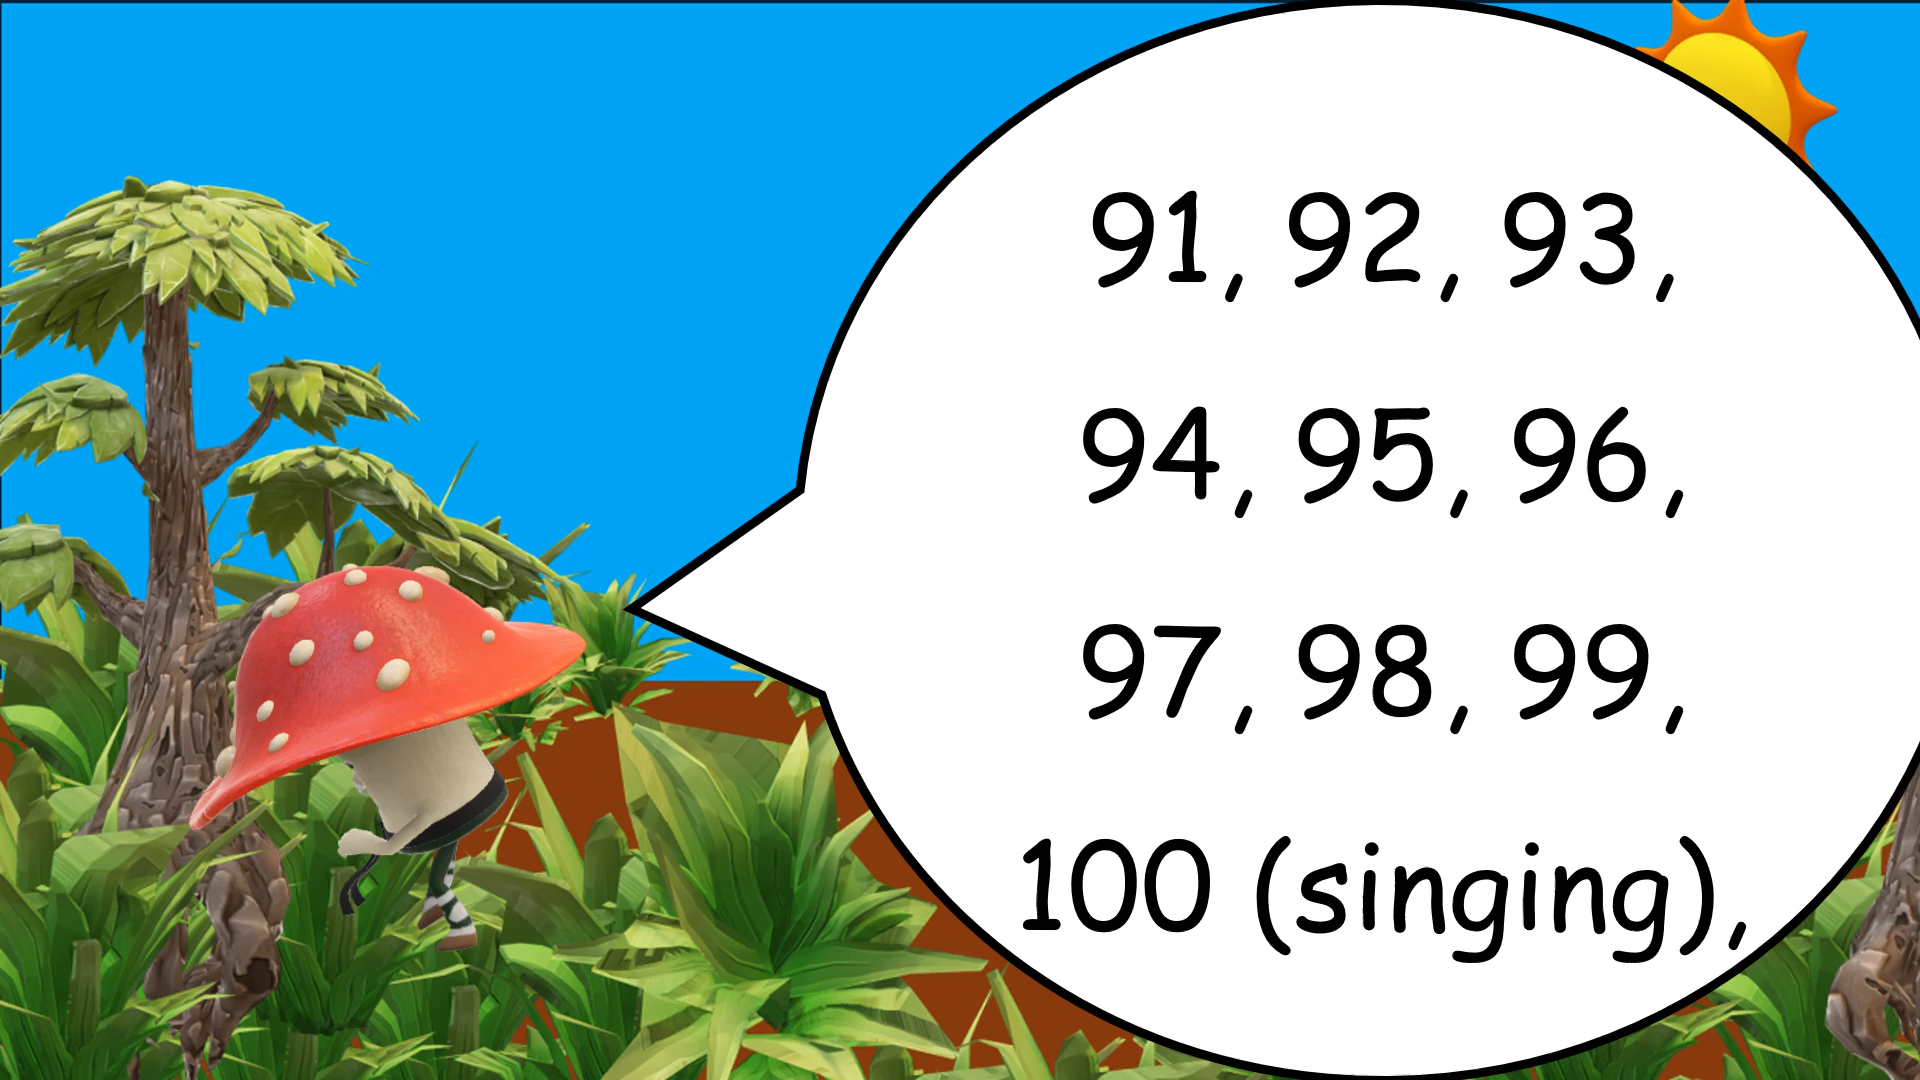 91, 92, 93,
94, 95, 96,
97, 98, 99,
100 (singing),